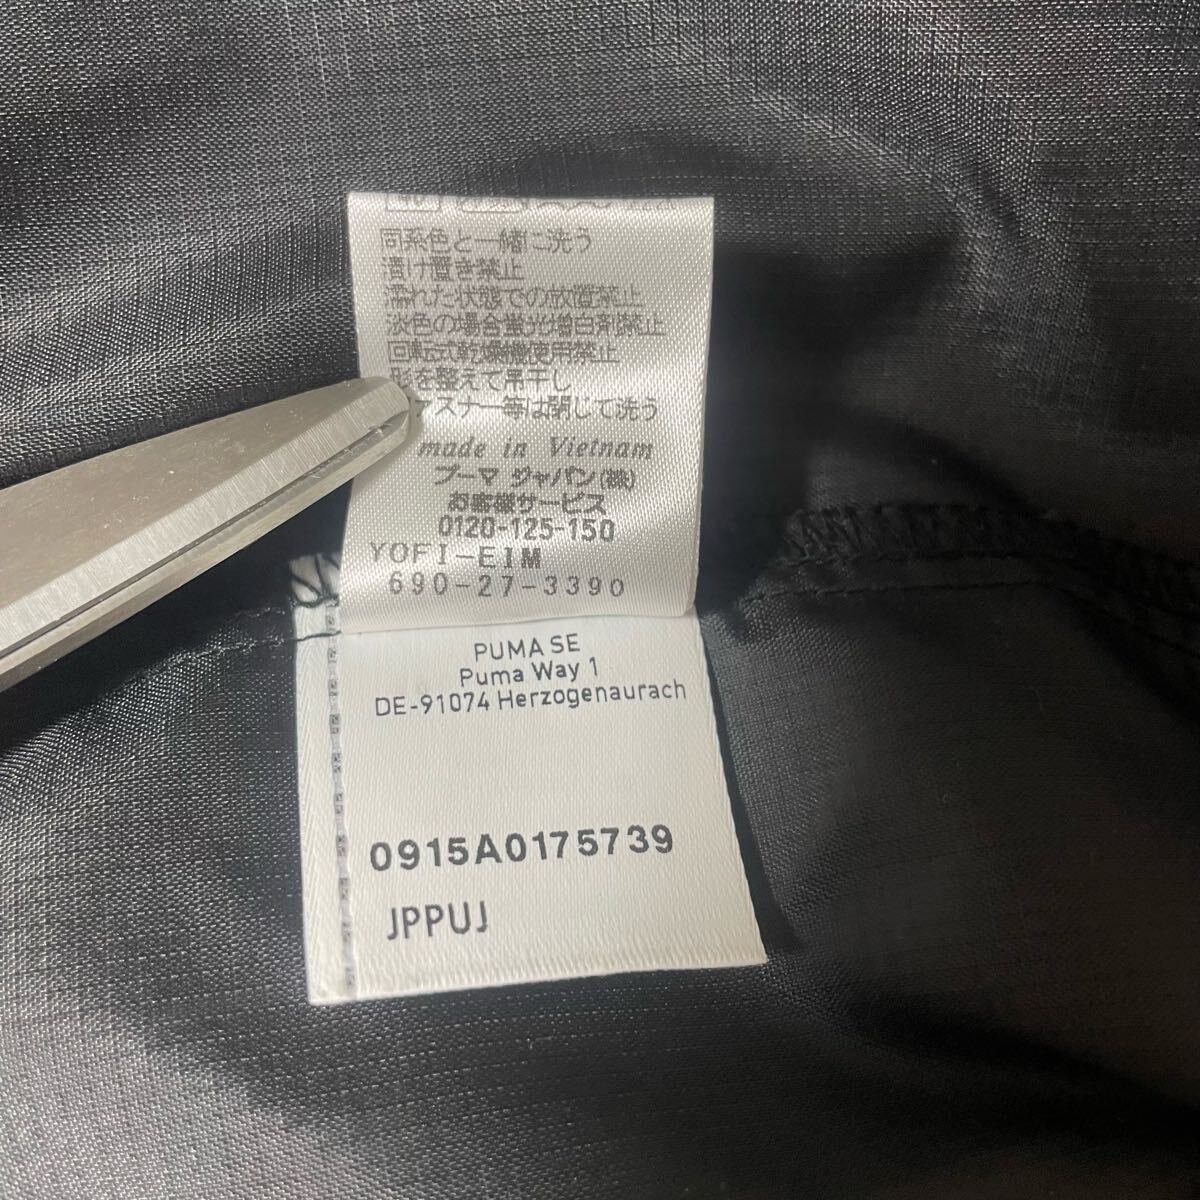 同系色と一緒に洗う
漬け置き禁止
濡れた状態での放置禁止
淡色の場合蛍光増白剤禁止
回転式乾燥機使用禁止
形を整えて吊干し
ァスナー等は閉じて洗う
made in Vietnam
プーマ ジャパン(株)
お客様サービス
0120-125-150
YOFI-EIM
690-27-3390
PUMA SE
Puma Way 1
DE-91074 Herzogenaurach
0915A0175739
JPPUJ